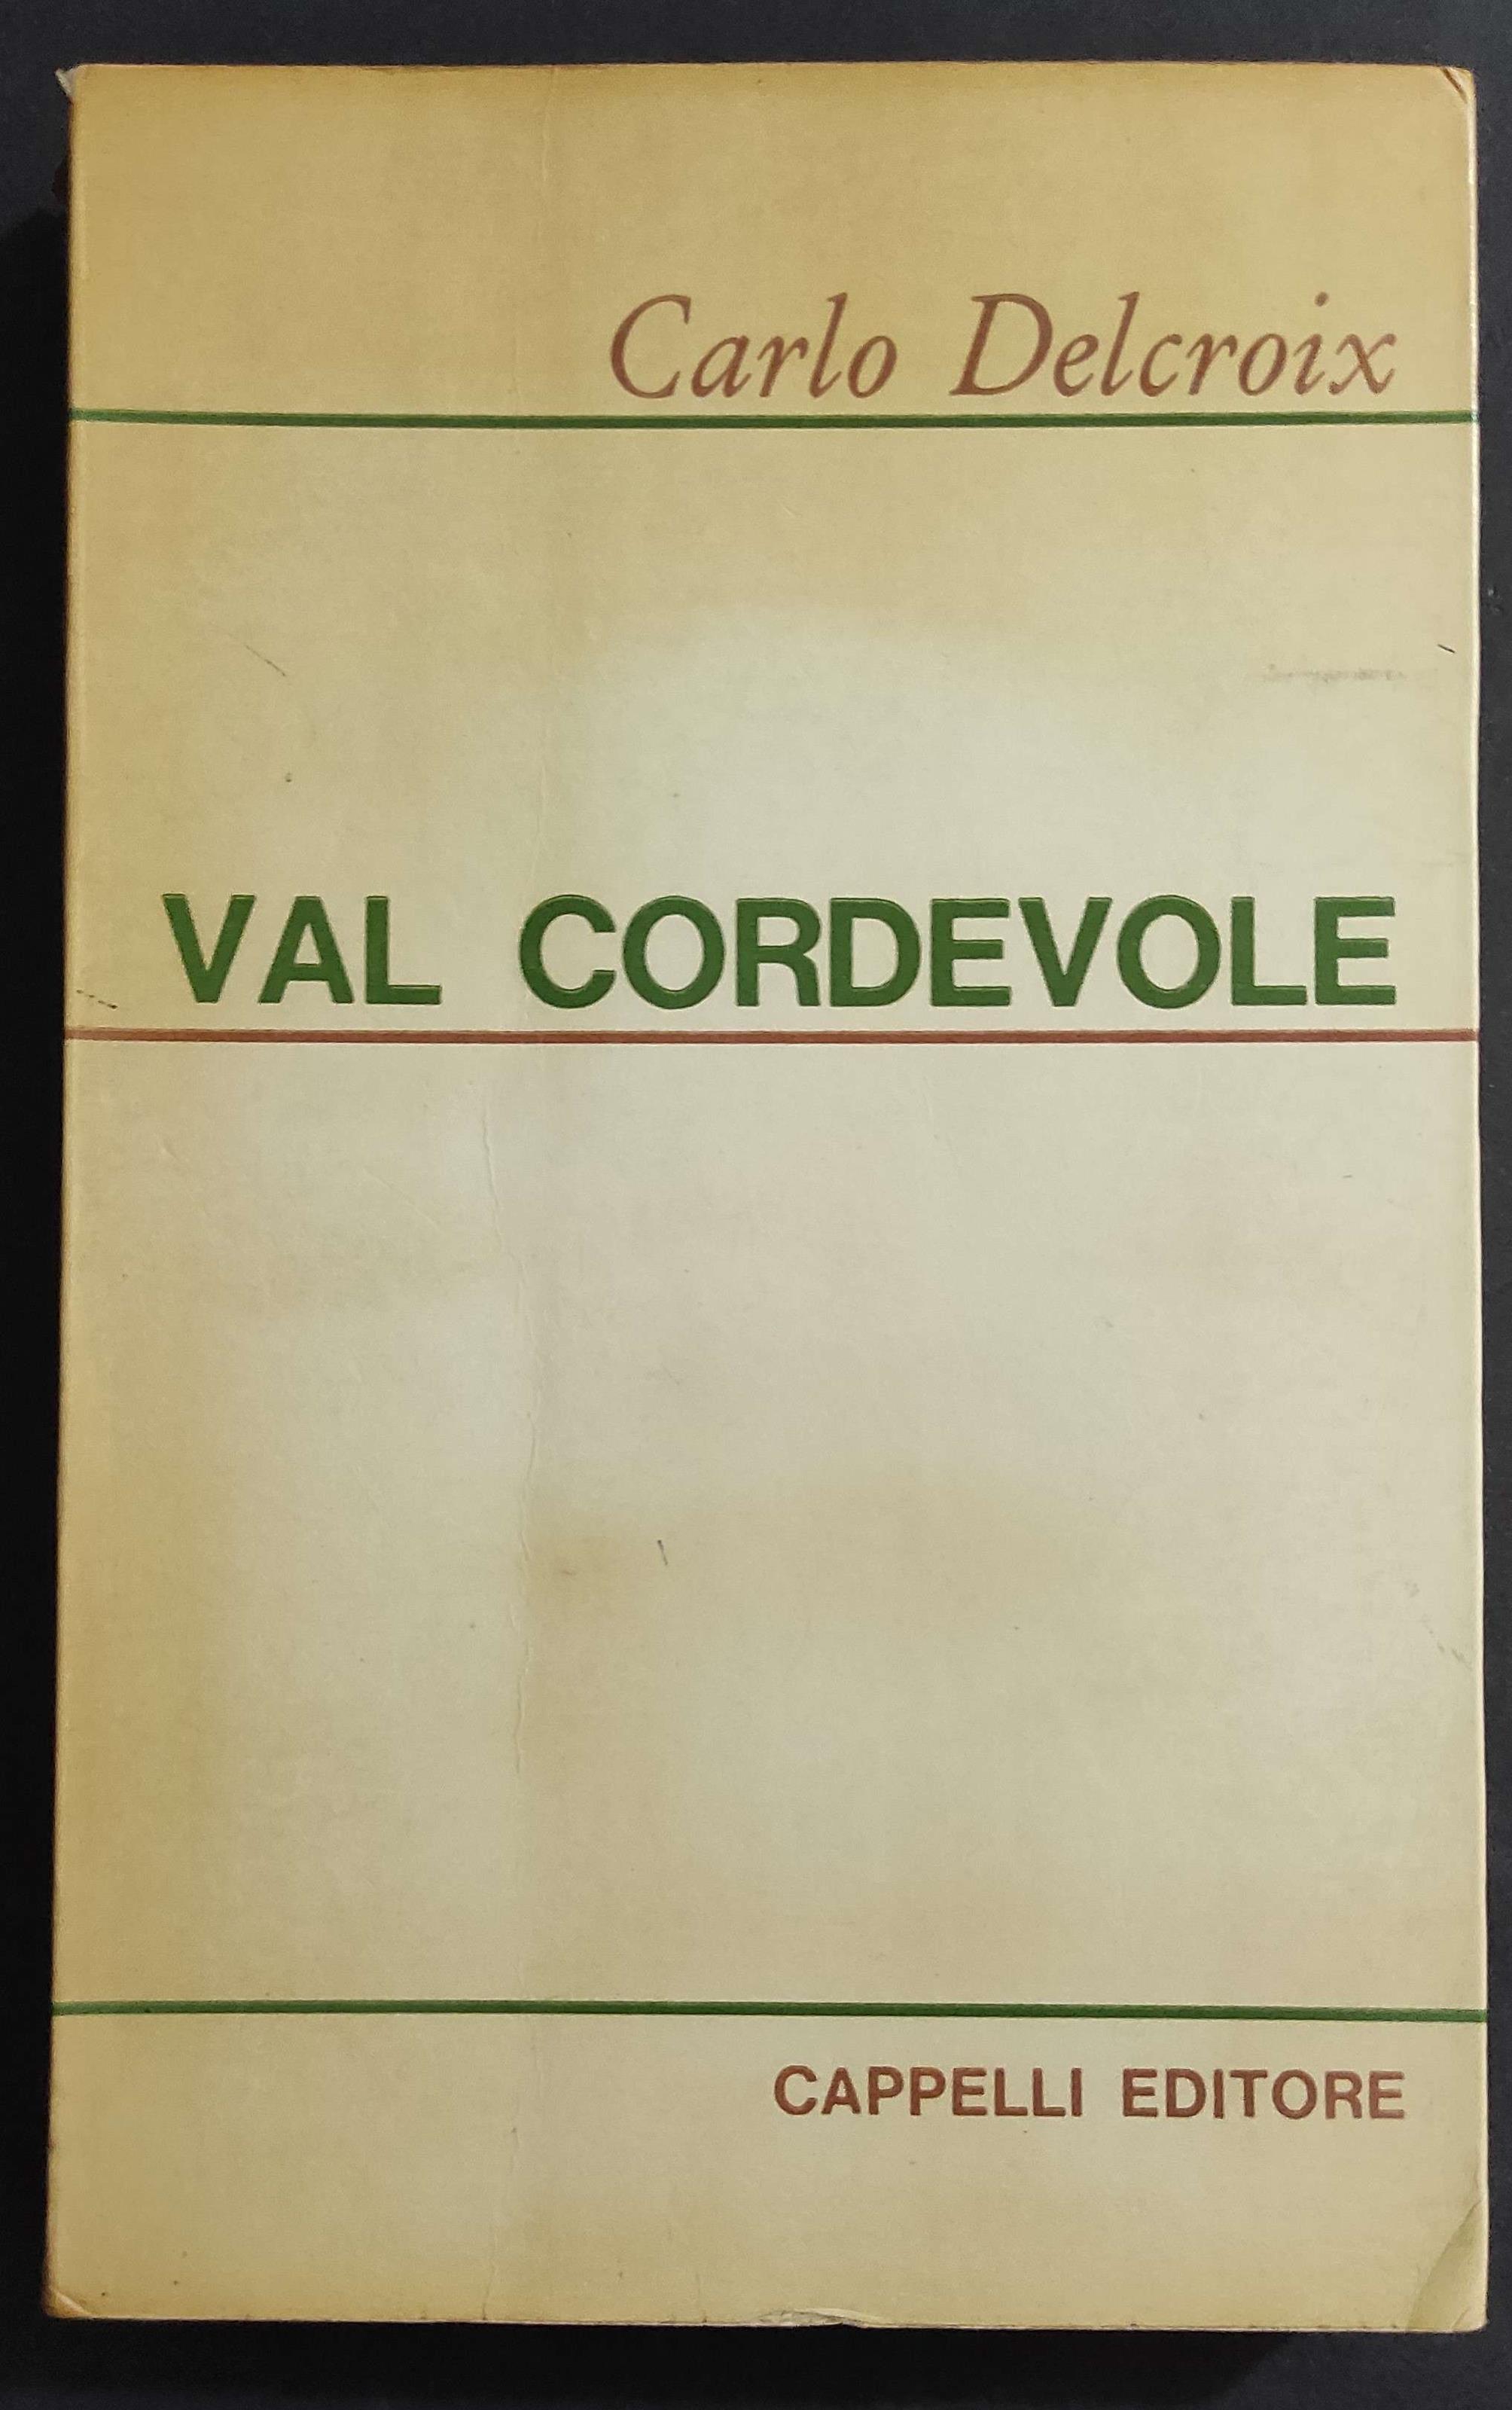 Carlo Delcroix
VAL CORDEVOLE
CAPPELLI EDITORE